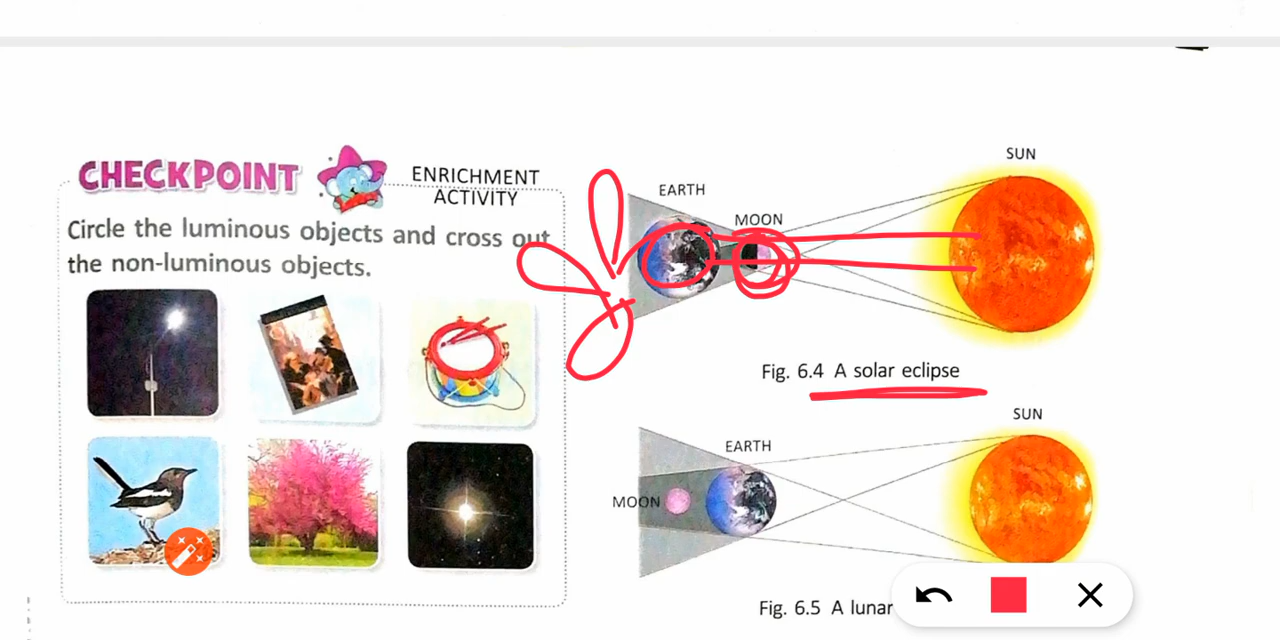 CHECKPOINT
ENRICHMENT
ACTIVITY
Circle the luminous objects and cross out
the non-luminous objects.
SUN
EARTH
MOON
Fig. 6.4 A solar eclipse
SUN
EARTH
MOON
Fig. 6.5 A lunar